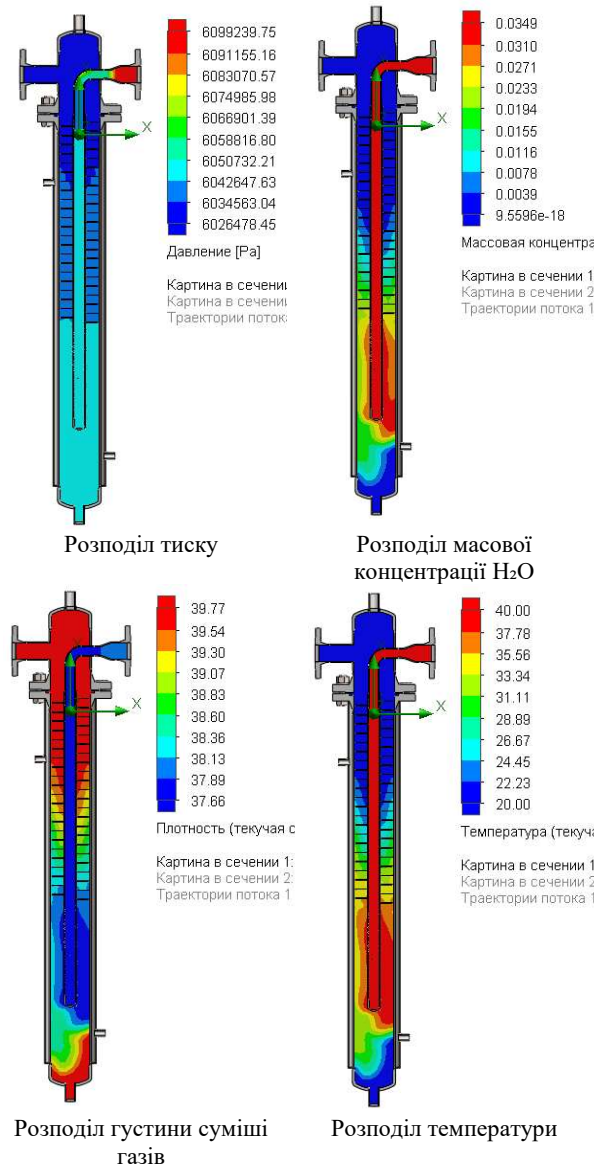 6099239.75
6091155.16
6083070.57
6074985.98
6066901.39
6058816.80
6050732.21
6042647.63
6034563.04
6026478.45
Давление [Pa]
Картина в сечении
Картина в сечении
Траектории поток
X
Розподіл тиску
0.0349
0.0310
0.0271
0.0233
0.0194
0.0155
0.0116
0.0078
0.0039
9.5596e-18
Массовая концентра
Картина в сечении 1
Картина в сечении 2
Траектории потока 1
X
Розподіл масової
концентрації H₂O
39.77
39.54
39.30
39.07
38.83
38.60
38.36
38.13
37.89
37.66
Плотность (текучая с
Картина в сечении 1:
Картина в сечении 2:
Траектории потока 1
X
Розподіл густини суміші
газів
40.00
37.78
35.56
33.34
31.11
28.89
26.67
24.45
22.23
20.00
Температура (текуча
Картина в сечении 1
Картина в сечении 2
Траектории потока 1
X
Розподіл температури